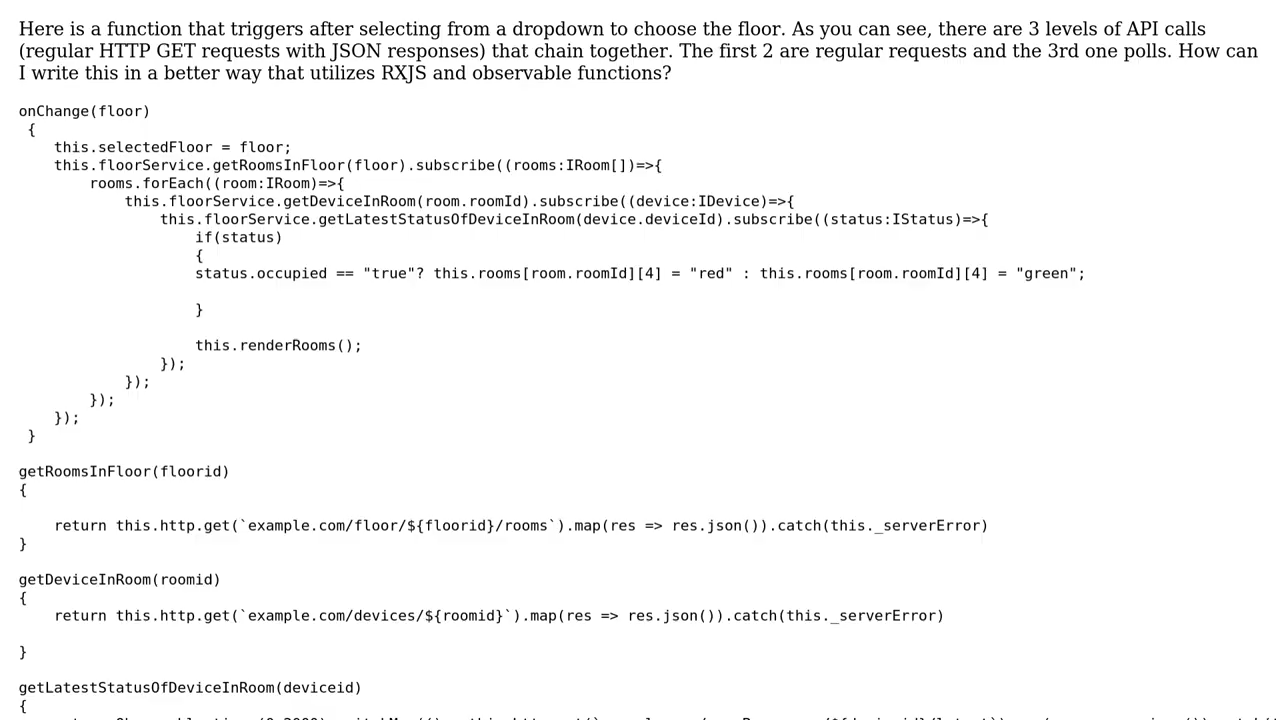 Here is a function that triggers after selecting from a dropdown to choose the floor. As you can see, there are 3 levels of API calls
(regular HTTP GET requests with JSON responses) that chain together. The first 2 are regular requests and the 3rd one polls. How can
I write this in a better way that utilizes RXJS and observable functions?
onChange(floor)
{
this.selectedFloor = floor;
this.floorService.getRoomsInFloor(floor).subscribe((rooms:IRoom[])=>{
rooms.forEach((room:IRoom)=>{
this.floorService.getDeviceInRoom(room.roomId).subscribe((device:IDevice)=>{
this.floorService.getLatestStatusOfDeviceInRoom(device.deviceId).subscribe((status:IStatus)=>{
if(status)
{
status.occupied == "true"? this.rooms[room.roomId][4] = "red" : this.rooms[room.roomId][4] = "green";
}
this.renderRooms();
});
});
});
});
}
getRoomsInFloor(floorid)
{
return this.http.get(`example.com/floor/${floorid}/rooms`).map(res => res.json()).catch(this._serverError)
}
getDeviceInRoom(roomid)
{
return this.http.get(`example.com/devices/${roomid}`).map(res => res.json()).catch(this._serverError)
}
getLatestStatusOfDeviceInRoom(deviceid)
{